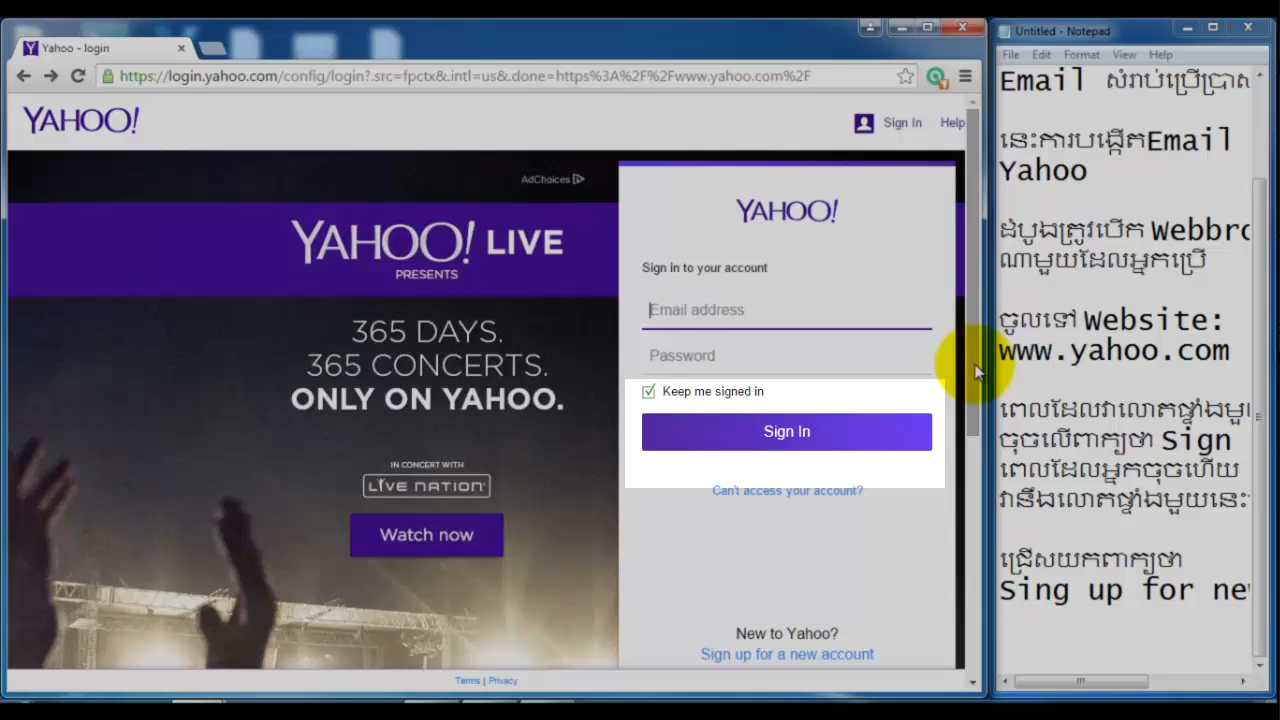 Yahoo - login
https://login.yahoo.com/config/login?.src=fpctx&.intl=us&.done=https%3A%2F%2Fwww.yahoo.com%2F
YAHOO!
Sign In
Help
AdChoices
YAHOO! LIVE
PRESENTS
365 DAYS.
365 CONCERTS.
ONLY ON YAHOO.
IN CONCERT WITH
LIVE NATION
Watch now
YAHOO!
Sign in to your account
Email address
Password
Keep me signed in
Sign In
Can't access your account?
New to Yahoo?
Sign up for a new account
Terms | Privacy
Untitled - Notepad
File Edit Format View Help
Email សំរាប់ប្រើប្រាស
នេះការបង្កើតEmail
Yahoo
ដំបូងត្រូវបើក Webbro
ណាមួយដែលអ្នកប្រើ
ចូលទៅ Website:
www.yahoo.com
ពេលដែលវាលោតផ្ទាំងមួ
ចុចលើពាក្យថា Sign
ពេលដែលអ្នកចុចហើយ
វានឹងលោតផ្ទាំងមួយនេះ
ជ្រើសយកពាក្យថា
Sing up for ne